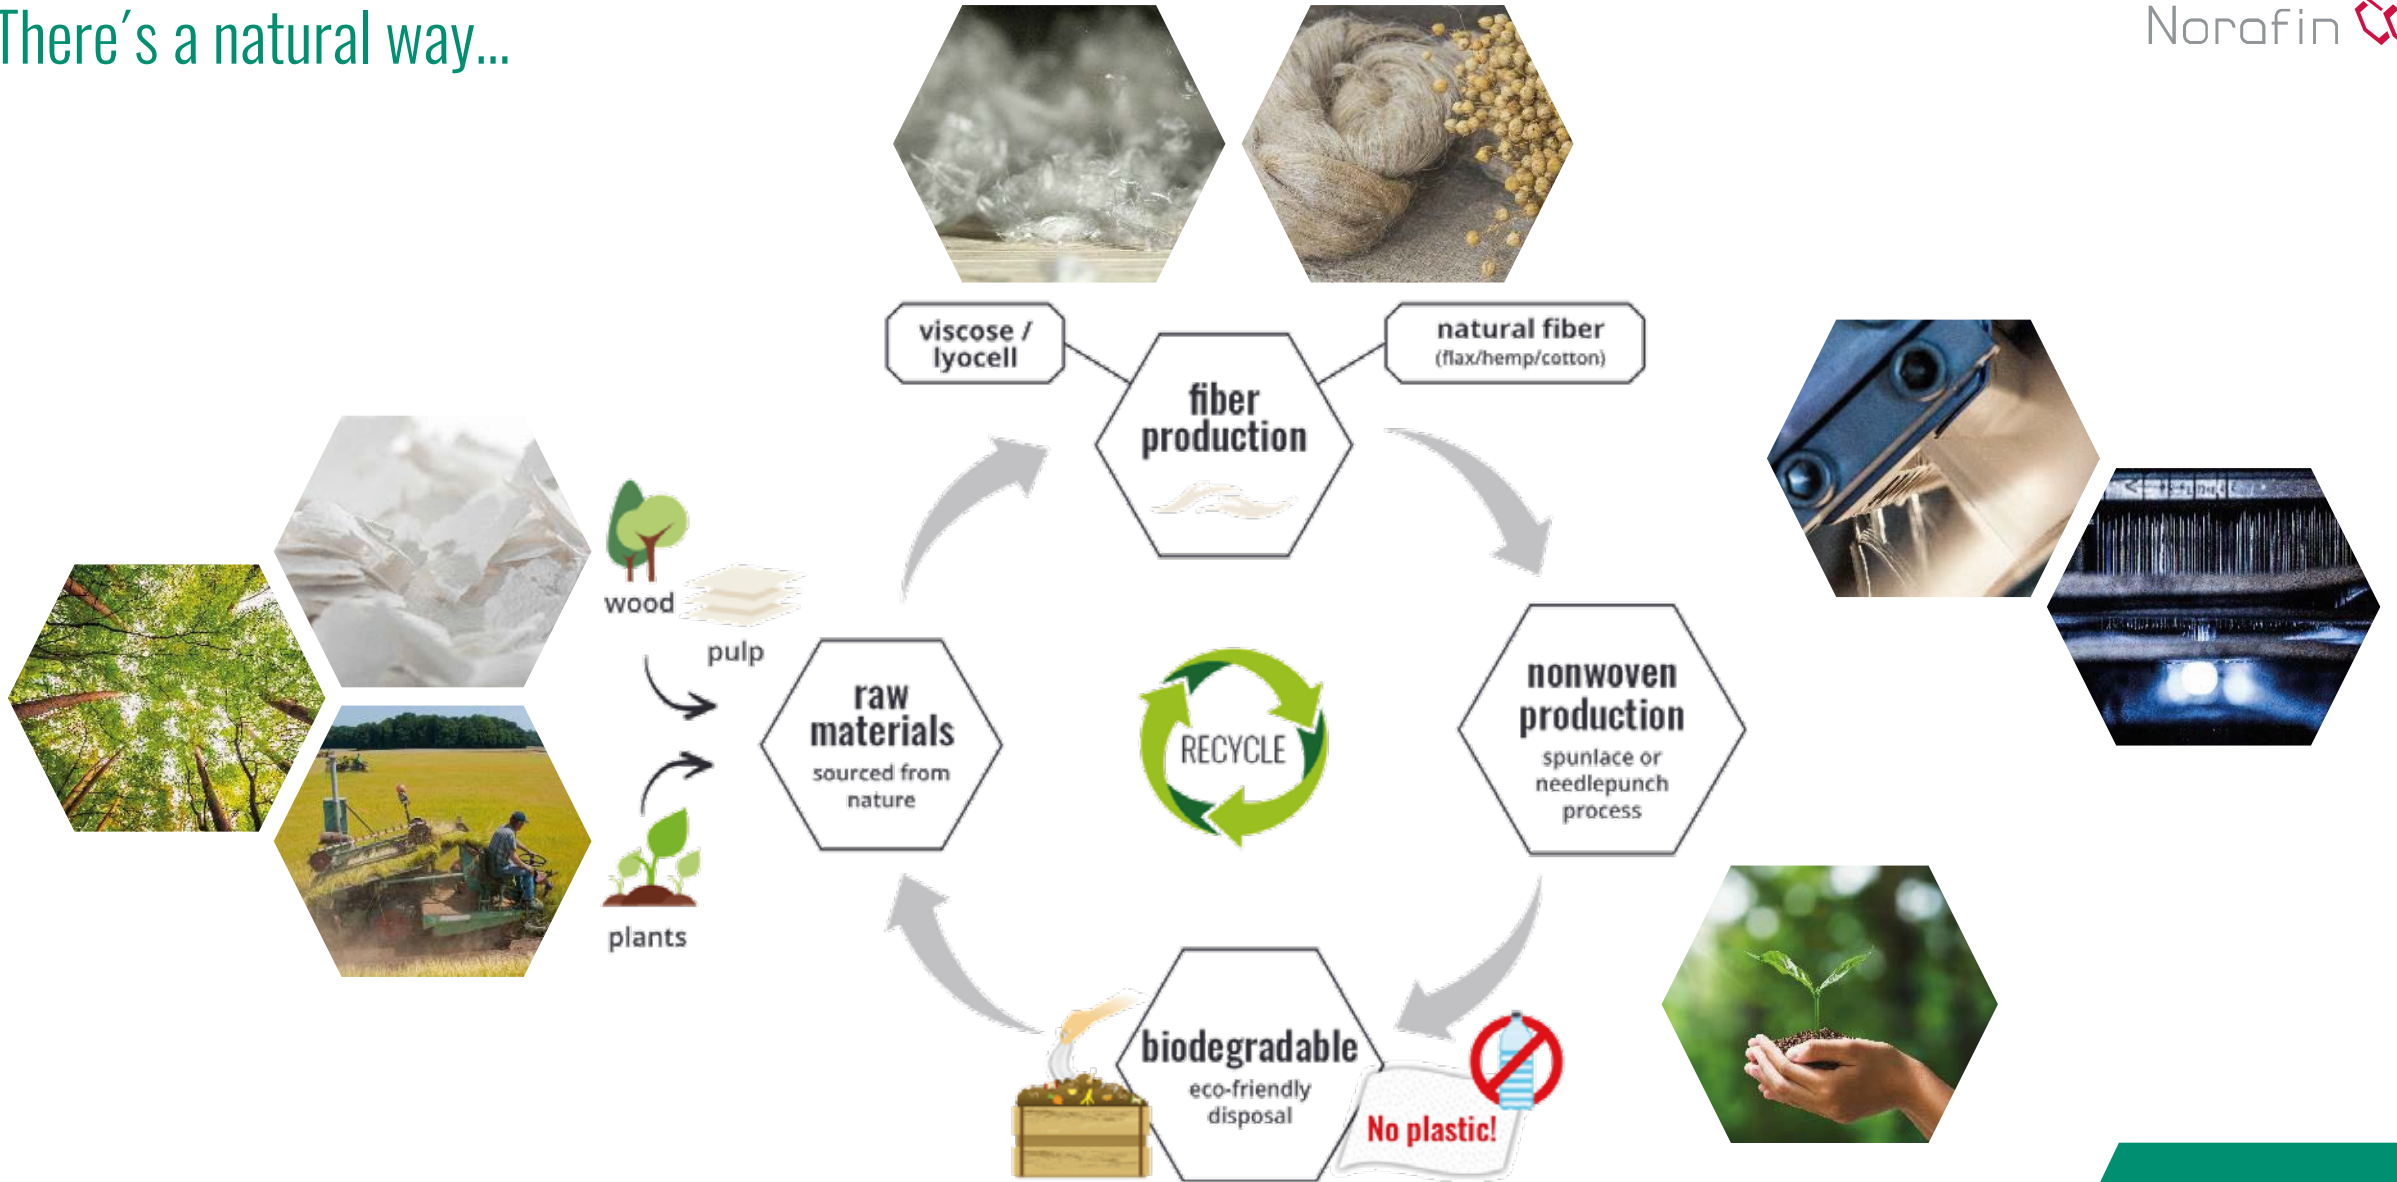 There´s a natural way...
Norafin
viscose /
lyocell
natural fiber
(flax/hemp/cotton)
fiber
production
wood
pulp
raw
materials
sourced from
nature
RECYCLE
nonwoven
production
spunlace or
needlepunch
process
plants
biodegradable
eco-friendly
disposal
No plastic!